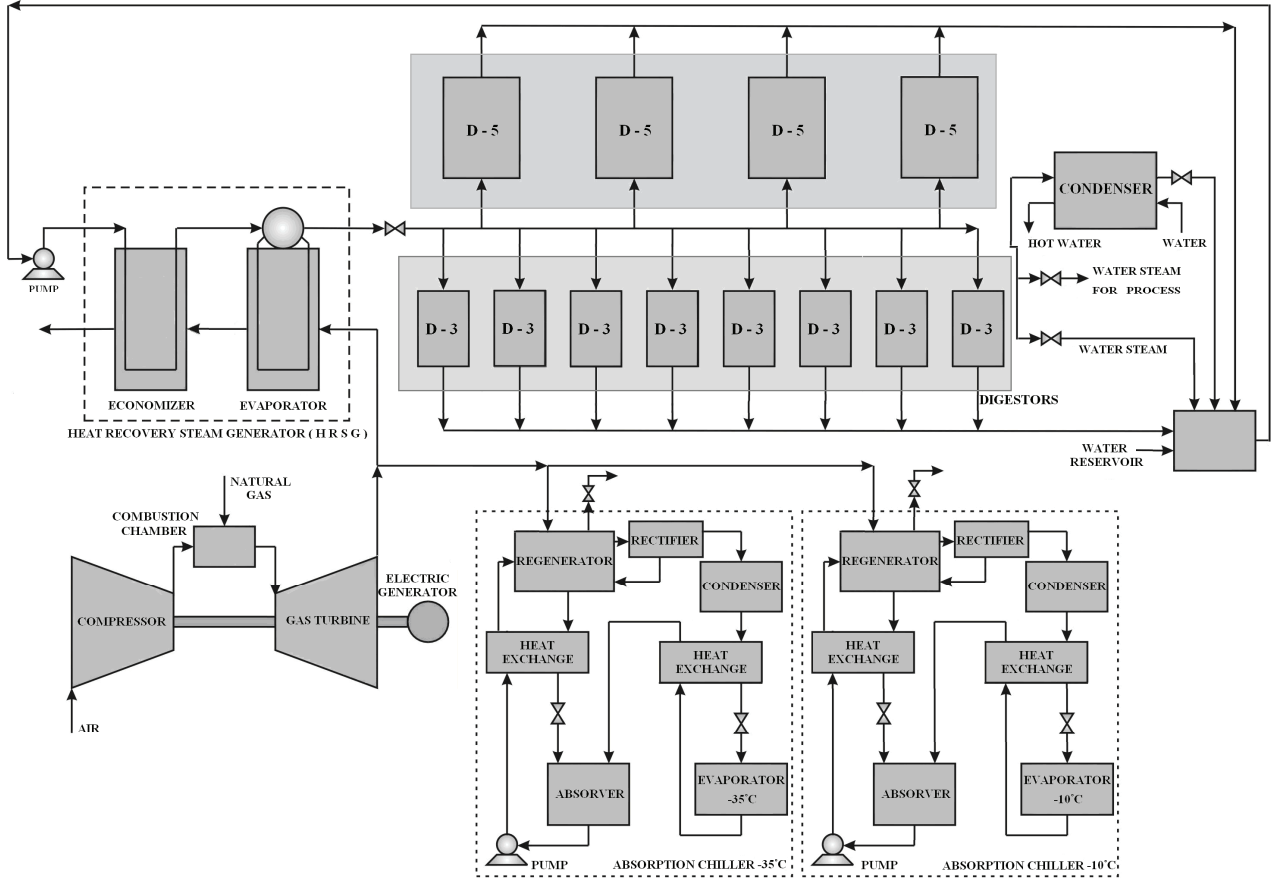 D - 5
D - 5
D - 5
D - 5
CONDENSER
HOT WATER
WATER
WATER STEAM
FOR PROCESS
WATER STEAM
PUMP
D - 3
D - 3
D - 3
D - 3
D - 3
D - 3
D - 3
D - 3
DIGESTORS
ECONOMIZER
EVAPORATOR
HEAT RECOVERY STEAM GENERATOR ( H R S G )
WATER
RESERVOIR
NATURAL
GAS
COMBUSTION
CHAMBER
COMPRESSOR
GAS TURBINE
ELECTRIC
GENERATOR
AIR
REGENERATOR
RECTIFIER
CONDENSER
HEAT
EXCHANGE
HEAT
EXCHANGE
ABSORVER
EVAPORATOR
-35°C
PUMP
ABSORPTION CHILLER -35°C
REGENERATOR
RECTIFIER
CONDENSER
HEAT
EXCHANGE
HEAT
EXCHANGE
ABSORVER
EVAPORATOR
-10°C
PUMP
ABSORPTION CHILLER -10°C